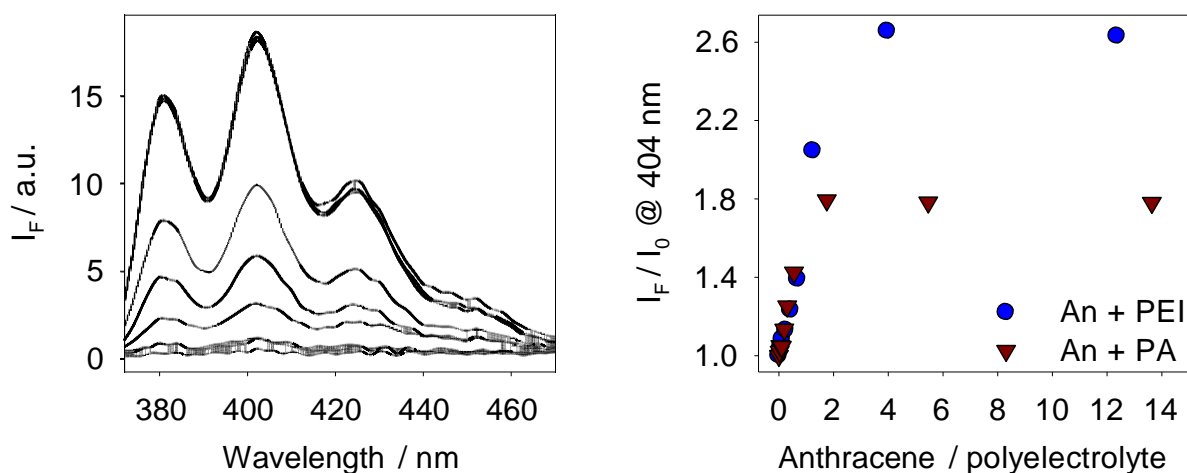 15
10
5
0
I_F / a.u.
380 400 420 440 460
Wavelength / nm
2.6
2.2
1.8
1.4
1.0
I_F / I_0 @ 404 nm
An + PEI
An + PA
0 2 4 6 8 10 12 14
Anthracene / polyelectrolyte